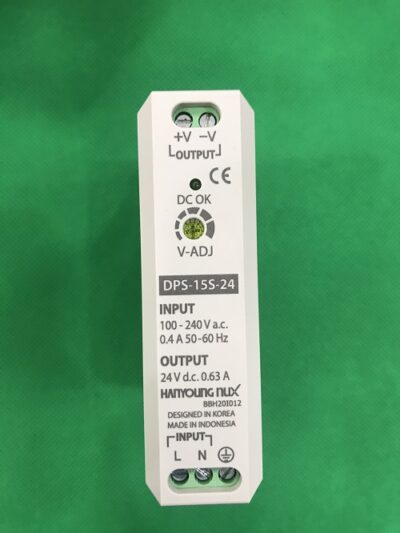 +V −V
OUTPUT
CE
DC OK
V-ADJ
DPS-15S-24
INPUT
100 - 240 V a.c.
0.4 A 50-60 Hz
OUTPUT
24 V d.c. 0.63 A
HANYOUNG NUX
BBH20I012
DESIGNED IN KOREA
MADE IN INDONESIA
INPUT
L N